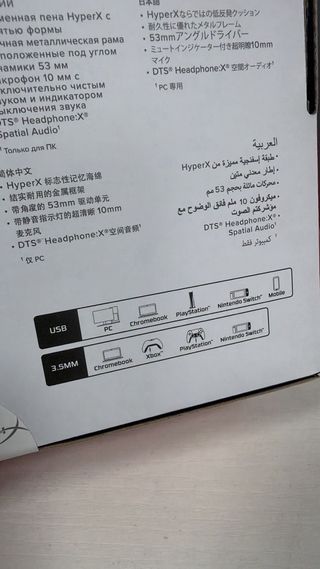 менная пена HyperX с
тью формы
чная металлическая рама
положенные под углом
намики 53 мм
крофон 10 мм с
ключительно чистым
вуком и индикатором
ыключения звука
DTS® Headphone:X®
Spatial Audio¹
¹ Только для ПК
日本語
• HyperXならではの低反発クッション
• 耐久性に優れたメタルフレーム
• 53mmアングルドライバー
• ミュートインジケーター付き超明瞭10mm
マイク
• DTS® Headphone:X® 空間オーディオ¹
¹ PC 専用
简体中文
• HyperX 标志性记忆海绵
• 结实耐用的金属框架
• 带角度的 53mm 驱动单元
• 带静音指示灯的超清晰 10mm
麦克风
• DTS® Headphone:X®空间音频¹
¹ 仅 PC
العربية
• طبقة إسفنجية مميزة من HyperX
• إطار معدني متين
• محركات مائلة بحجم 53 مم
• ميكروفون 10 ملم فائق الوضوح مع
مؤشر كتم الصوت
• DTS® Headphone:X®
Spatial Audio¹
¹ كمبيوتر فقط
USB
PC
Chromebook
PlayStation™
Nintendo Switch™
Mobile
3.5MM
Chromebook
Xbox™
PlayStation™
Nintendo Switch™